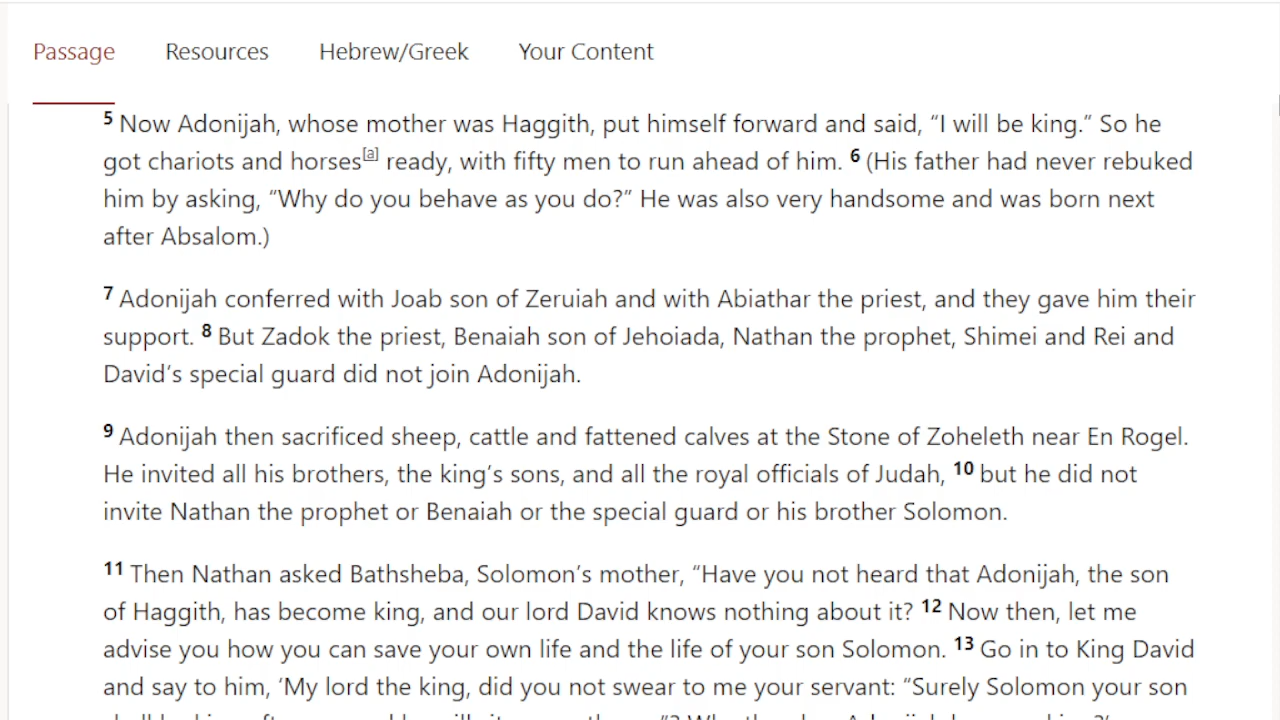 Passage Resources Hebrew/Greek Your Content
5 Now Adonijah, whose mother was Haggith, put himself forward and said, “I will be king.” So he
got chariots and horses[a] ready, with fifty men to run ahead of him. 6 (His father had never rebuked
him by asking, “Why do you behave as you do?” He was also very handsome and was born next
after Absalom.)
7 Adonijah conferred with Joab son of Zeruiah and with Abiathar the priest, and they gave him their
support. 8 But Zadok the priest, Benaiah son of Jehoiada, Nathan the prophet, Shimei and Rei and
David’s special guard did not join Adonijah.
9 Adonijah then sacrificed sheep, cattle and fattened calves at the Stone of Zoheleth near En Rogel.
He invited all his brothers, the king’s sons, and all the royal officials of Judah, 10 but he did not
invite Nathan the prophet or Benaiah or the special guard or his brother Solomon.
11 Then Nathan asked Bathsheba, Solomon’s mother, “Have you not heard that Adonijah, the son
of Haggith, has become king, and our lord David knows nothing about it? 12 Now then, let me
advise you how you can save your own life and the life of your son Solomon. 13 Go in to King David
and say to him, ‘My lord the king, did you not swear to me your servant: “Surely Solomon your son